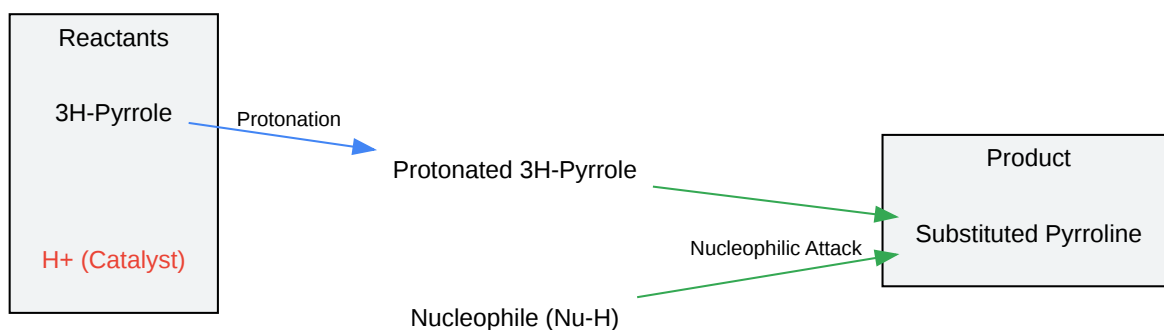 Reactants
3H-Pyrrole
H+ (Catalyst)
Protonation
Protonated 3H-Pyrrole
Nucleophile (Nu-H)
Nucleophilic Attack
Product
Substituted Pyrroline